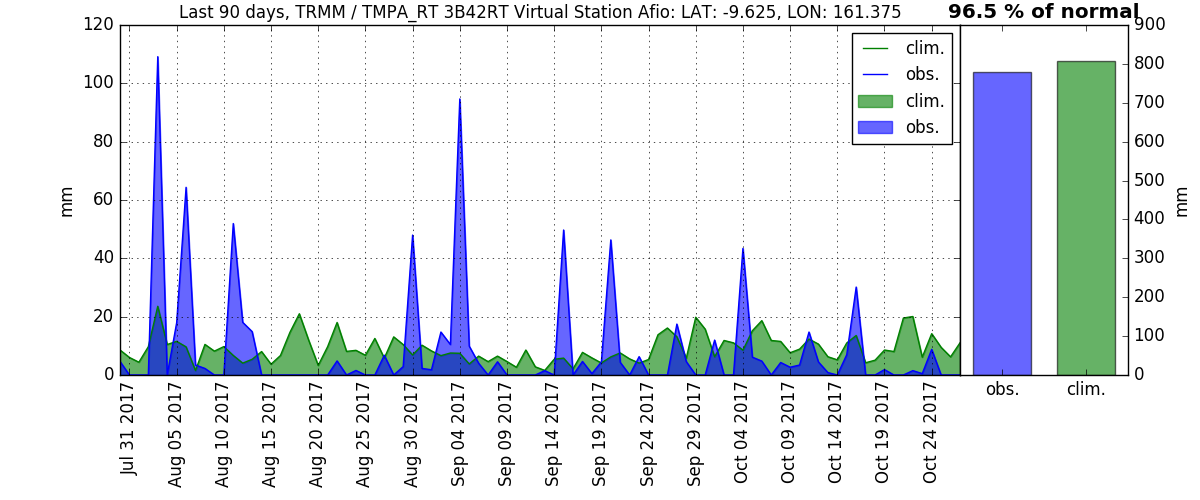 Last 90 days, TRMM / TMPA_RT 3B42RT Virtual Station Afio: LAT: -9.625, LON: 161.375
96.5 % of normal
120
100
80
60
40
20
0
mm
clim.
obs.
clim.
obs.
Jul 31 2017
Aug 05 2017
Aug 10 2017
Aug 15 2017
Aug 20 2017
Aug 25 2017
Aug 30 2017
Sep 04 2017
Sep 09 2017
Sep 14 2017
Sep 19 2017
Sep 24 2017
Sep 29 2017
Oct 04 2017
Oct 09 2017
Oct 14 2017
Oct 19 2017
Oct 24 2017
900
800
700
600
500
400
300
200
100
0
mm
obs.
clim.